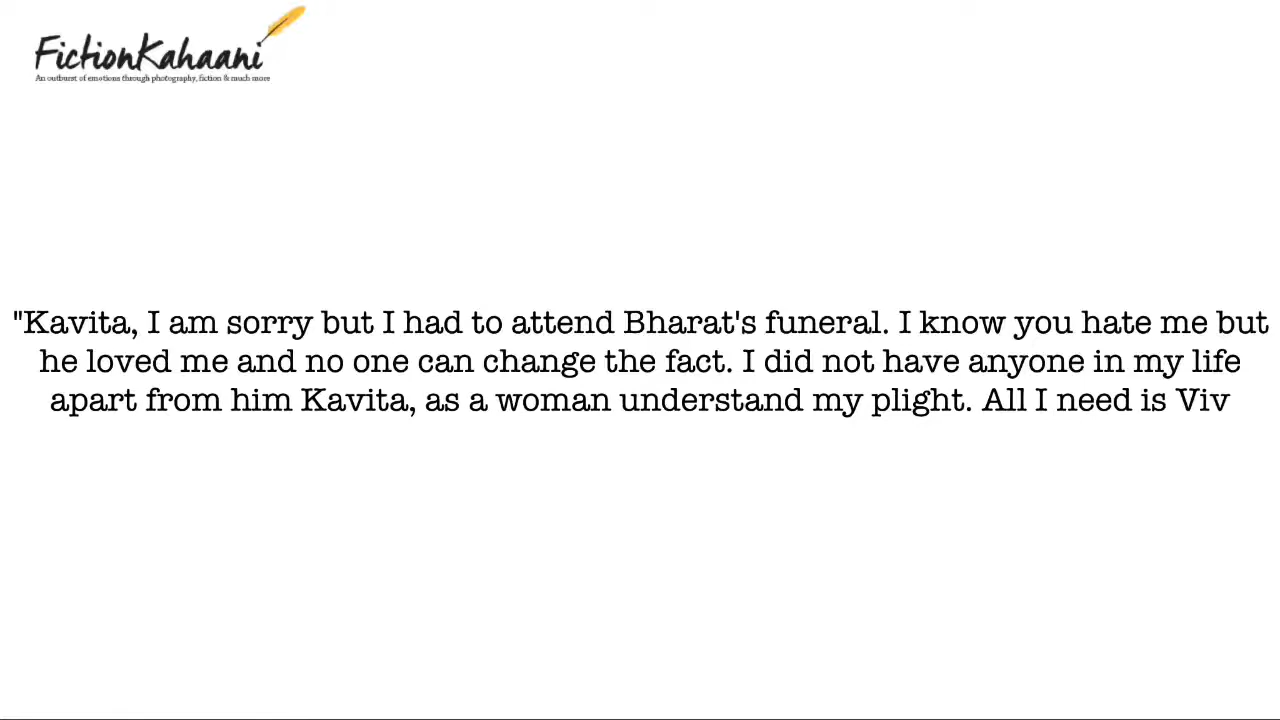 FictionKahaani
An outburst of emotions through photography, fiction & much more
"Kavita, I am sorry but I had to attend Bharat's funeral. I know you hate me but
he loved me and no one can change the fact. I did not have anyone in my life
apart from him Kavita, as a woman understand my plight. All I need is Viv